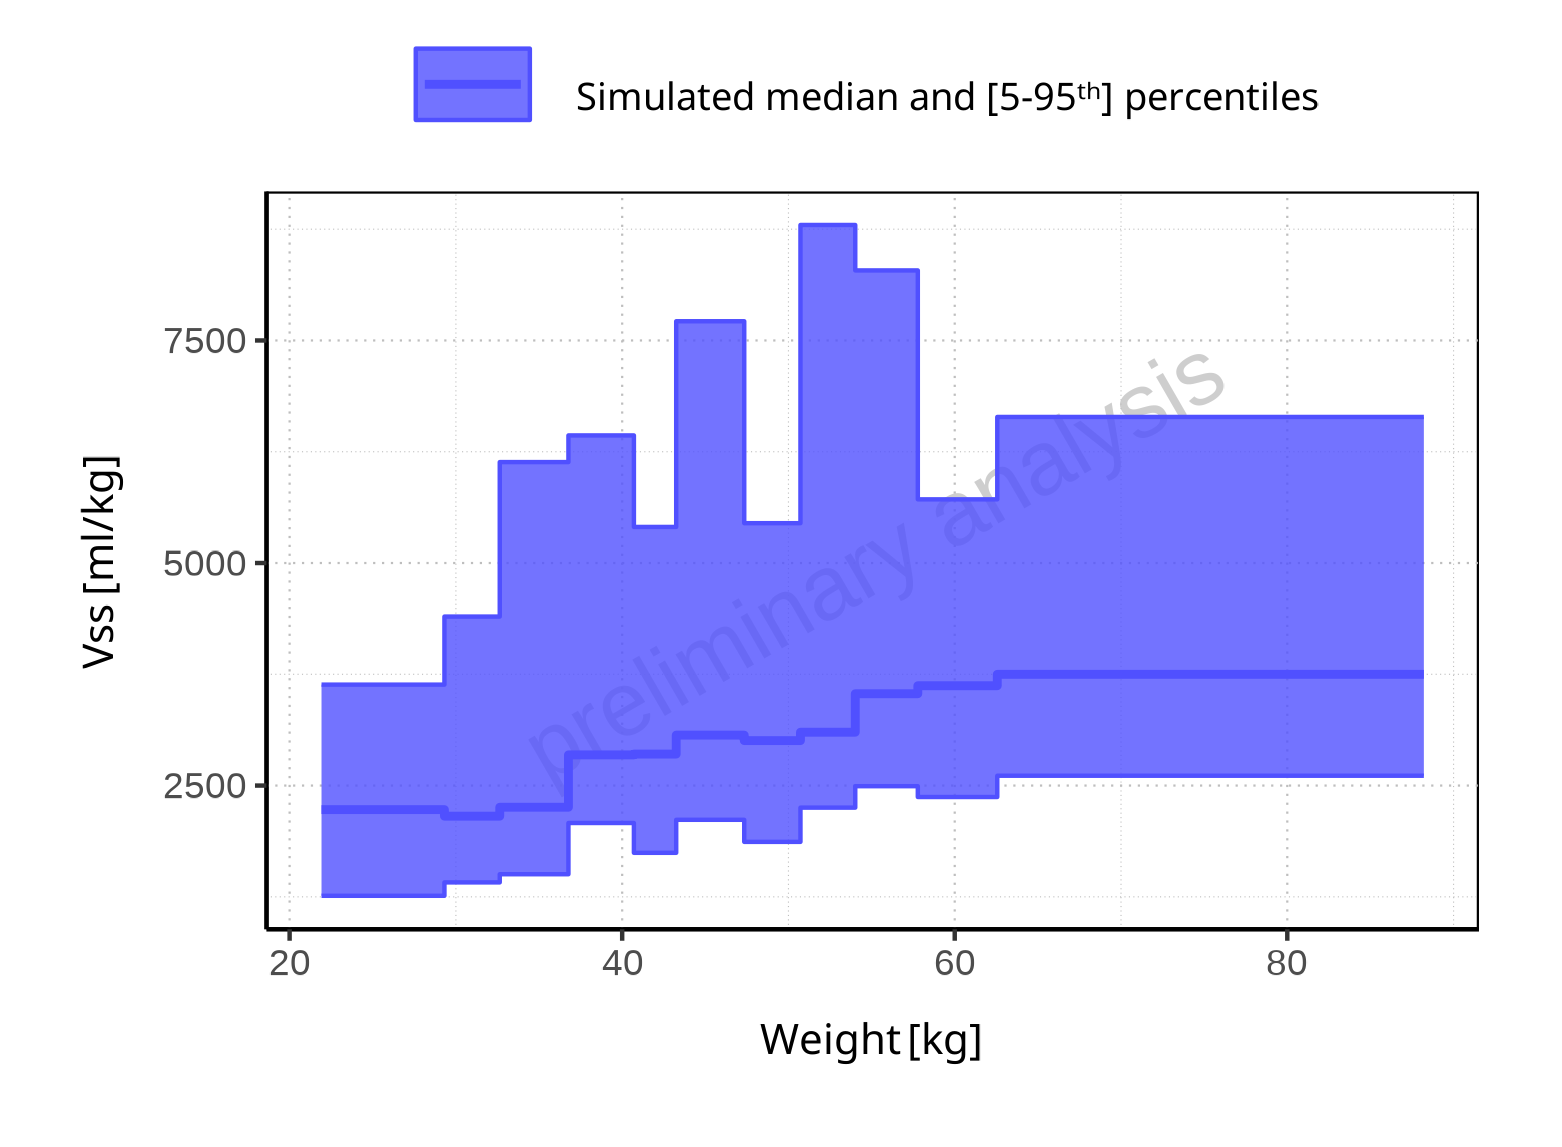 Simulated median and [5-95th] percentiles
7500
5000
2500
Vss [ml/kg]
preliminary analysis
20 40 60 80
Weight [kg]